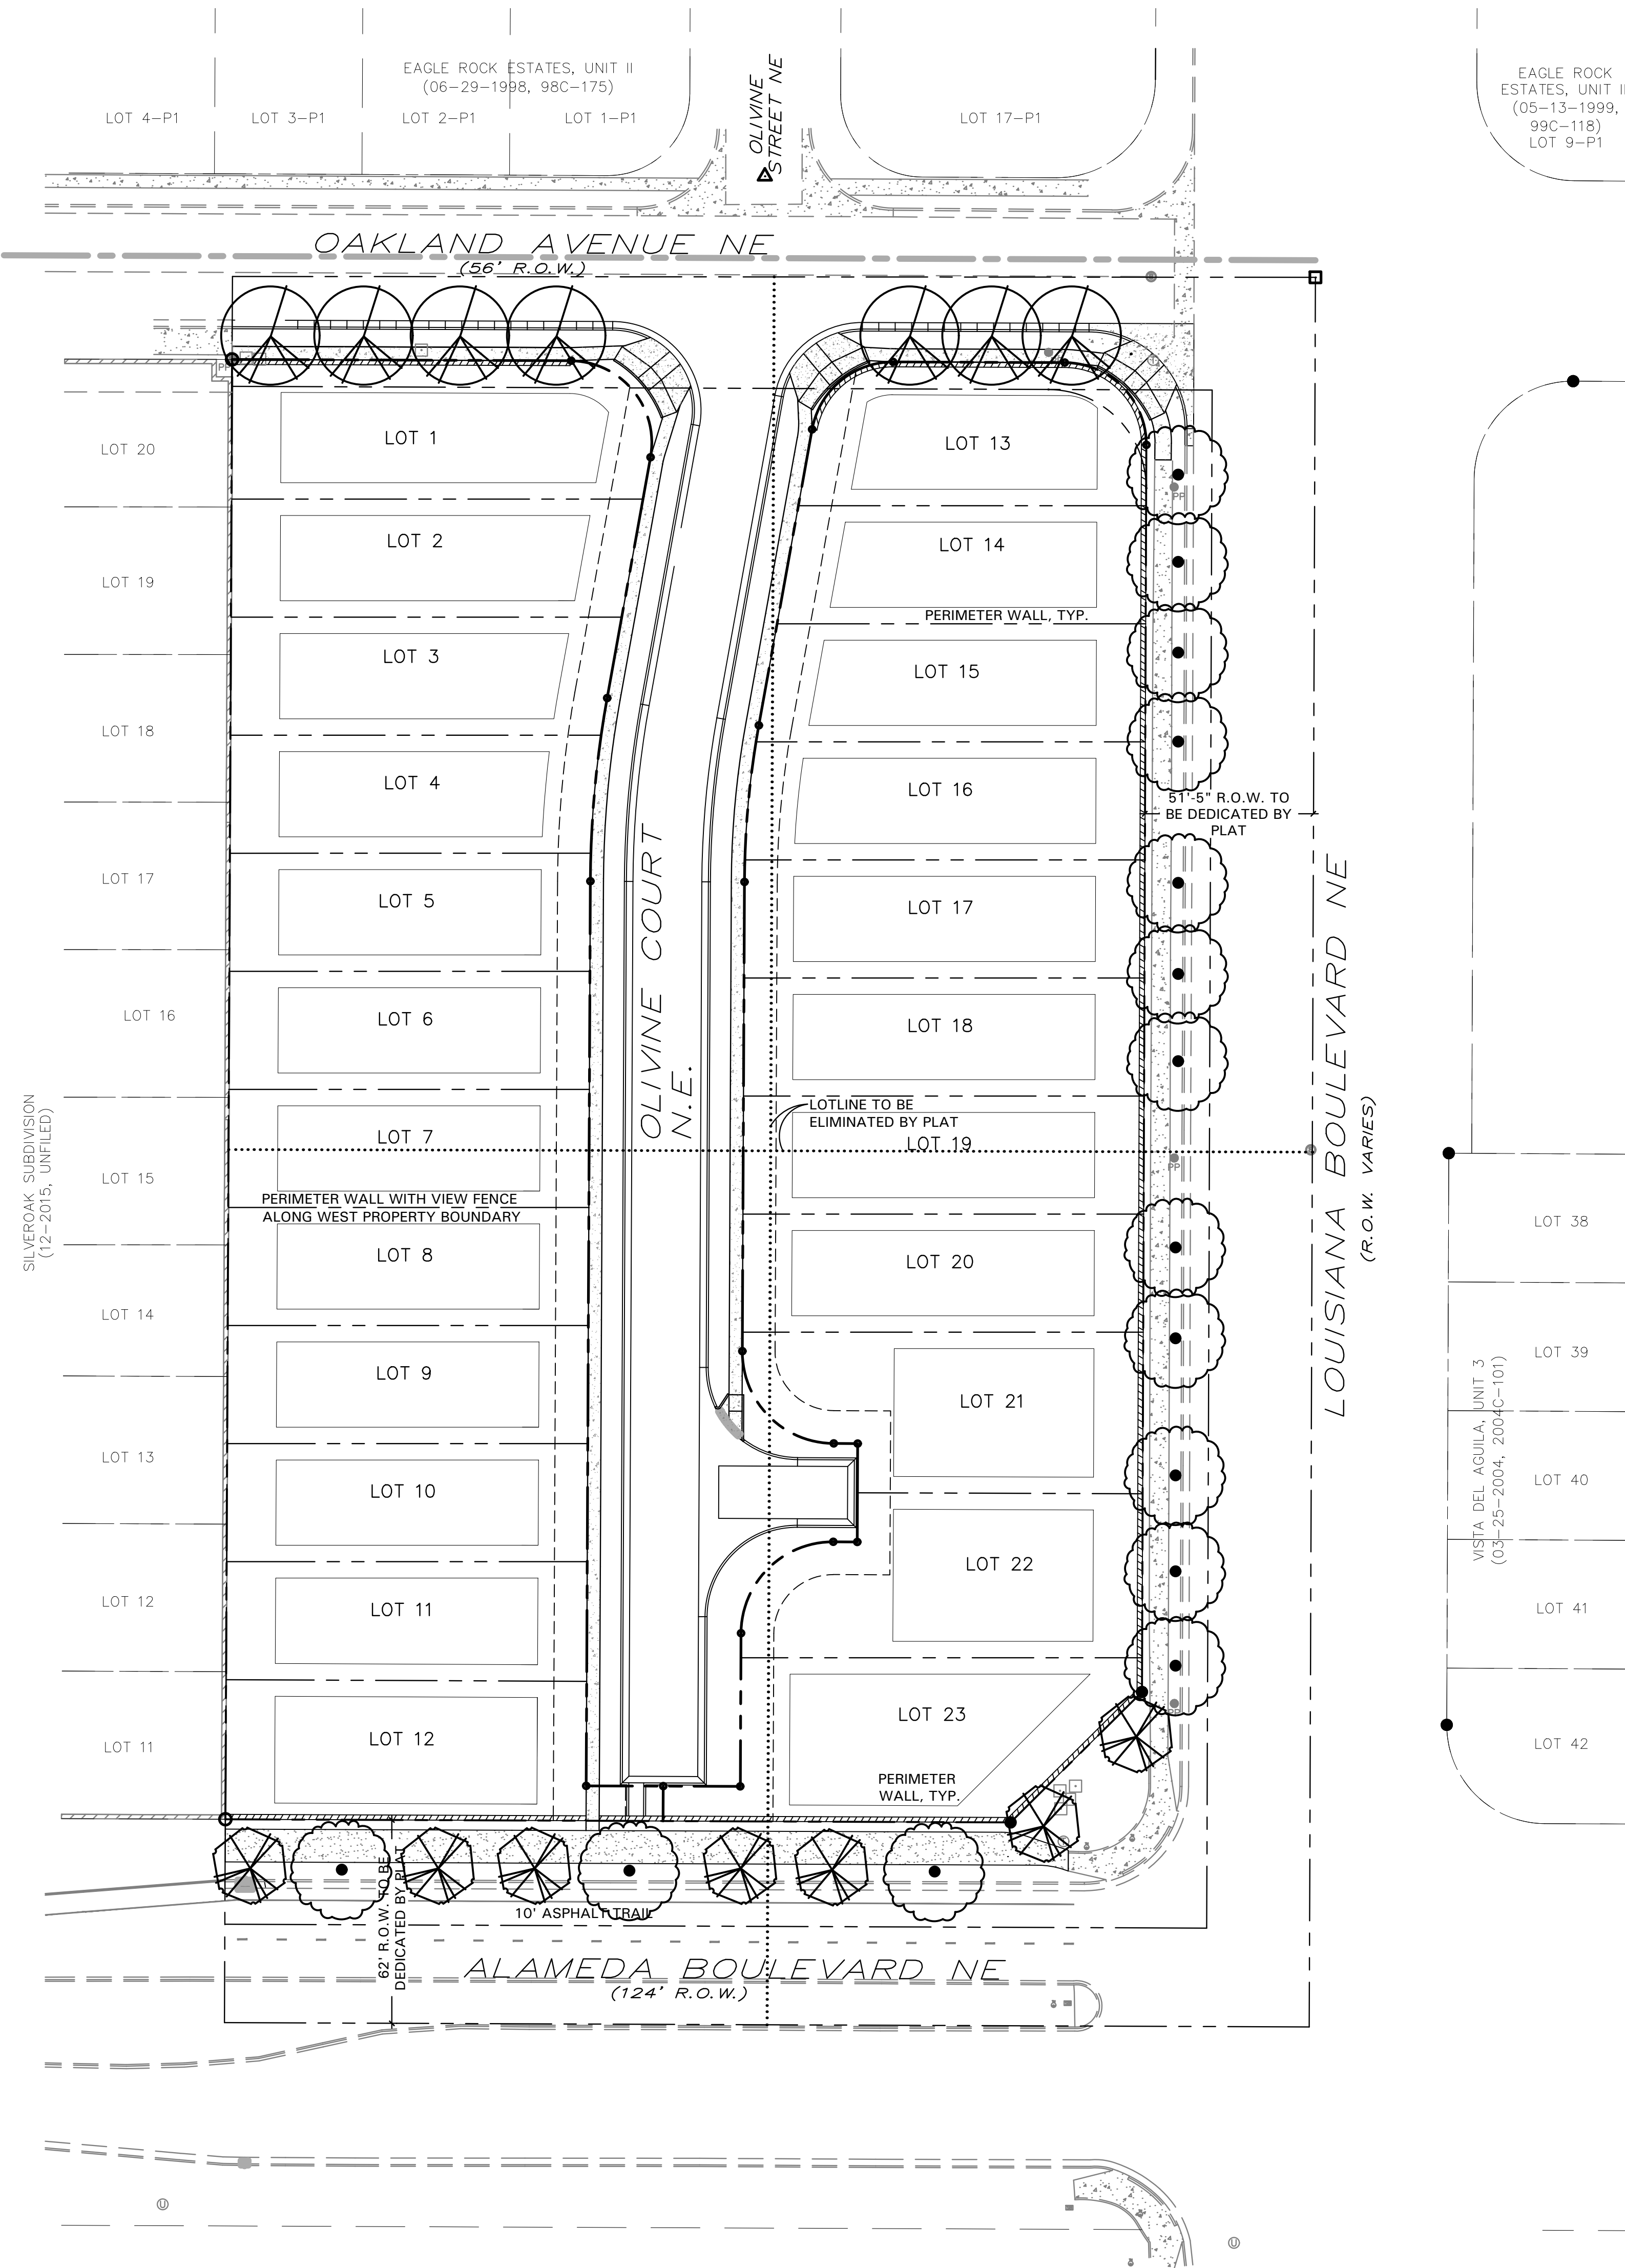 EAGLE ROCK ESTATES, UNIT II
(06-29-1998, 98C-175)
LOT 4-P1
LOT 3-P1
LOT 2-P1
LOT 1-P1
OLIVINE
STREET NE
LOT 17-P1
EAGLE ROCK
ESTATES, UNIT II
(05-13-1999,
99C-118)
LOT 9-P1
OAKLAND AVENUE NE
(56' R.O.W.)
LOT 20
LOT 19
LOT 18
LOT 17
LOT 16
LOT 15
LOT 14
LOT 13
LOT 12
LOT 11
SILVEROAK SUBDIVISION
(12-2015, UNFILED)
PP
LOT 1
LOT 2
LOT 3
LOT 4
LOT 5
LOT 6
LOT 7
PERIMETER WALL WITH VIEW FENCE
ALONG WEST PROPERTY BOUNDARY
LOT 8
LOT 9
LOT 10
LOT 11
LOT 12
OLIVINE COURT
N.E.
LOT 13
LOT 14
PERIMETER WALL, TYP.
LOT 15
LOT 16
LOT 17
LOT 18
LOTLINE TO BE
ELIMINATED BY PLAT
LOT 19
LOT 20
LOT 21
LOT 22
LOT 23
PERIMETER
WALL, TYP.
PP
51'-5" R.O.W. TO
BE DEDICATED BY
PLAT
PP
PP
LOUISIANA BOULEVARD NE
(R.O.W. VARIES)
VISTA DEL AGUILA, UNIT 3
(03-25-2004, 2004C-101)
LOT 38
LOT 39
LOT 40
LOT 41
LOT 42
62' R.O.W. TO BE
DEDICATED BY PLAT
10' ASPHALT TRAIL
ALAMEDA BOULEVARD NE
(124' R.O.W.)
U
U